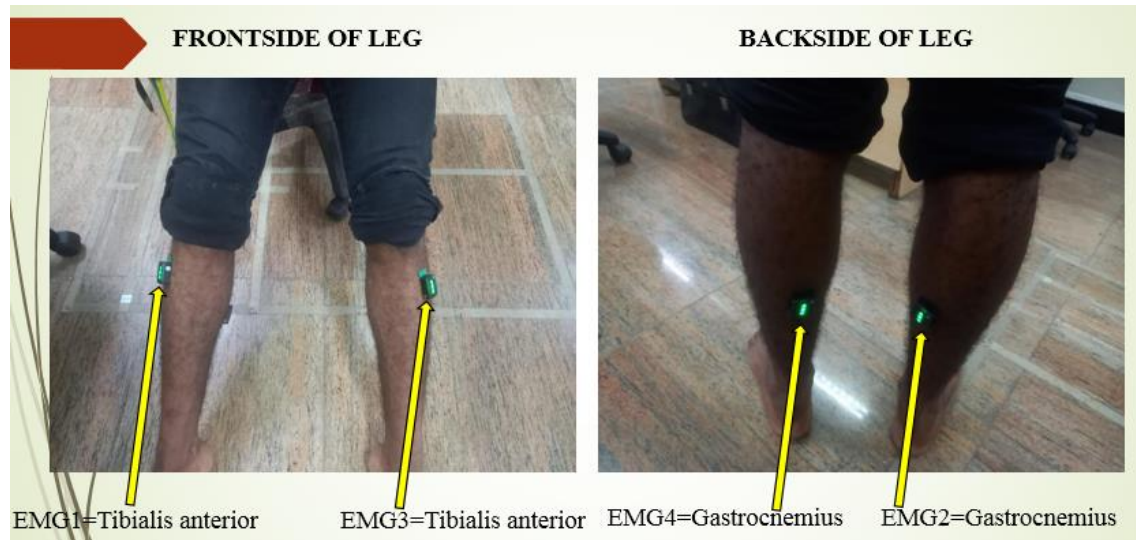 FRONTSIDE OF LEG
BACKSIDE OF LEG
EMG1=Tibialis anterior
EMG3=Tibialis anterior
EMG4=Gastrocnemius
EMG2=Gastrocnemius